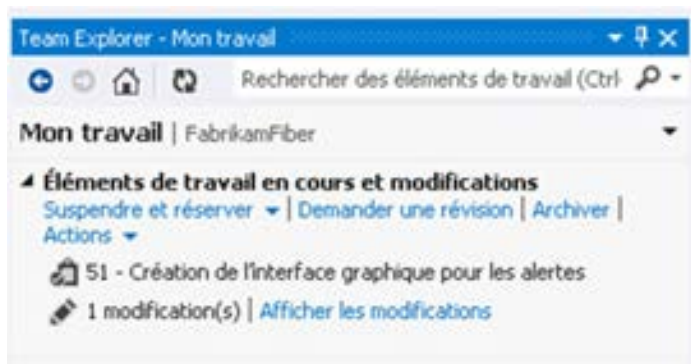 Team Explorer - Mon travail
Rechercher des éléments de travail (Ctrl-
Mon travail | FabrikamFiber
Éléments de travail en cours et modifications
Suspendre et réserver | Demander une révision | Archiver |
Actions
51 - Création de l'interface graphique pour les alertes
1 modification(s) | Afficher les modifications